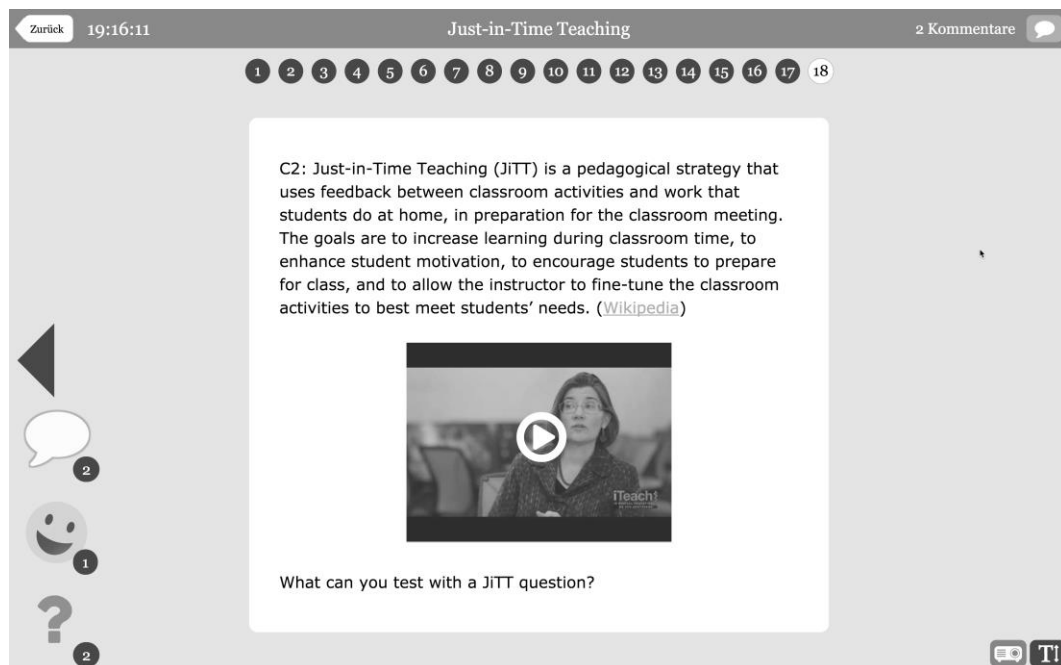 Zurück 19:16:11 Just-in-Time Teaching 2 Kommentare
1 2 3 4 5 6 7 8 9 10 11 12 13 14 15 16 17 18
C2: Just-in-Time Teaching (JiTT) is a pedagogical strategy that
uses feedback between classroom activities and work that
students do at home, in preparation for the classroom meeting.
The goals are to increase learning during classroom time, to
enhance student motivation, to encourage students to prepare
for class, and to allow the instructor to fine-tune the classroom
activities to best meet students’ needs. (Wikipedia)
iTeach
What can you test with a JiTT question?
2
1
?
2
T